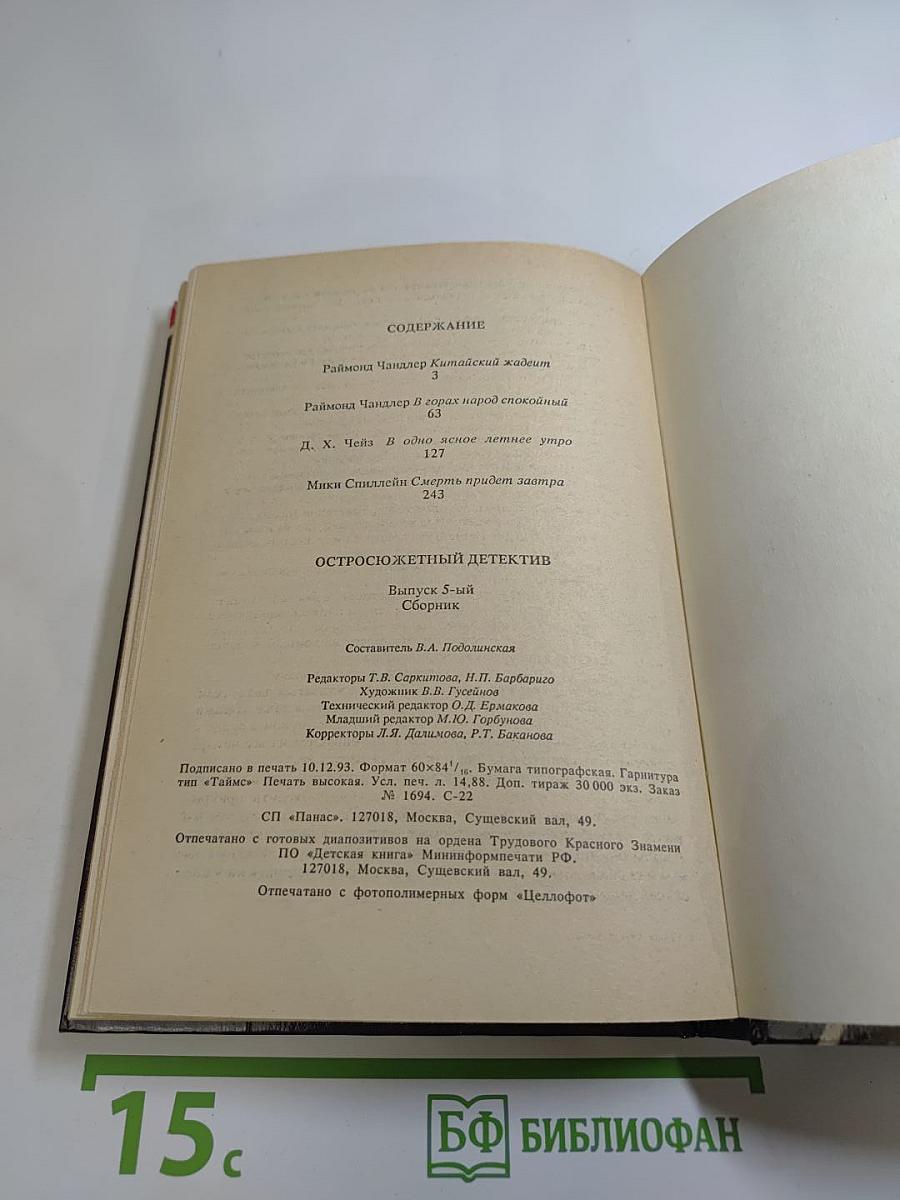 СОДЕРЖАНИЕ
Раймонд Чандлер Китайский жадеит
3
Раймонд Чандлер В горах народ спокойный
63
Д. Х. Чейз В одно ясное летнее утро
127
Мики Спиллейн Смерть придет завтра
243
ОСТРОСЮЖЕТНЫЙ ДЕТЕКТИВ
Выпуск 5-ый
Сборник
Составитель В.А. Подолинская
Редакторы Т.В. Саркитова, Н.П. Барбариго
Художник В.В. Гусейнов
Технический редактор О.Д. Ермакова
Младший редактор М.Ю. Горбунова
Корректоры Л.Я. Далимова, Р.Т. Баканова
Подписано в печать 10.12.93. Формат 60×84¹/₁₆. Бумага типографская. Гарнитура
тип «Таймс» Печать высокая. Усл. печ. л. 14,88. Доп. тираж 30 000 экз. Заказ
№ 1694. С-22
СП «Панас». 127018, Москва, Сущевский вал, 49.
Отпечатано с готовых диапозитивов на ордена Трудового Красного Знамени
ПО «Детская книга» Мининформпечати РФ.
127018, Москва, Сущевский вал, 49.
Отпечатано с фотополимерных форм «Целлофот»
15 с
БФ БИБЛИОФАН